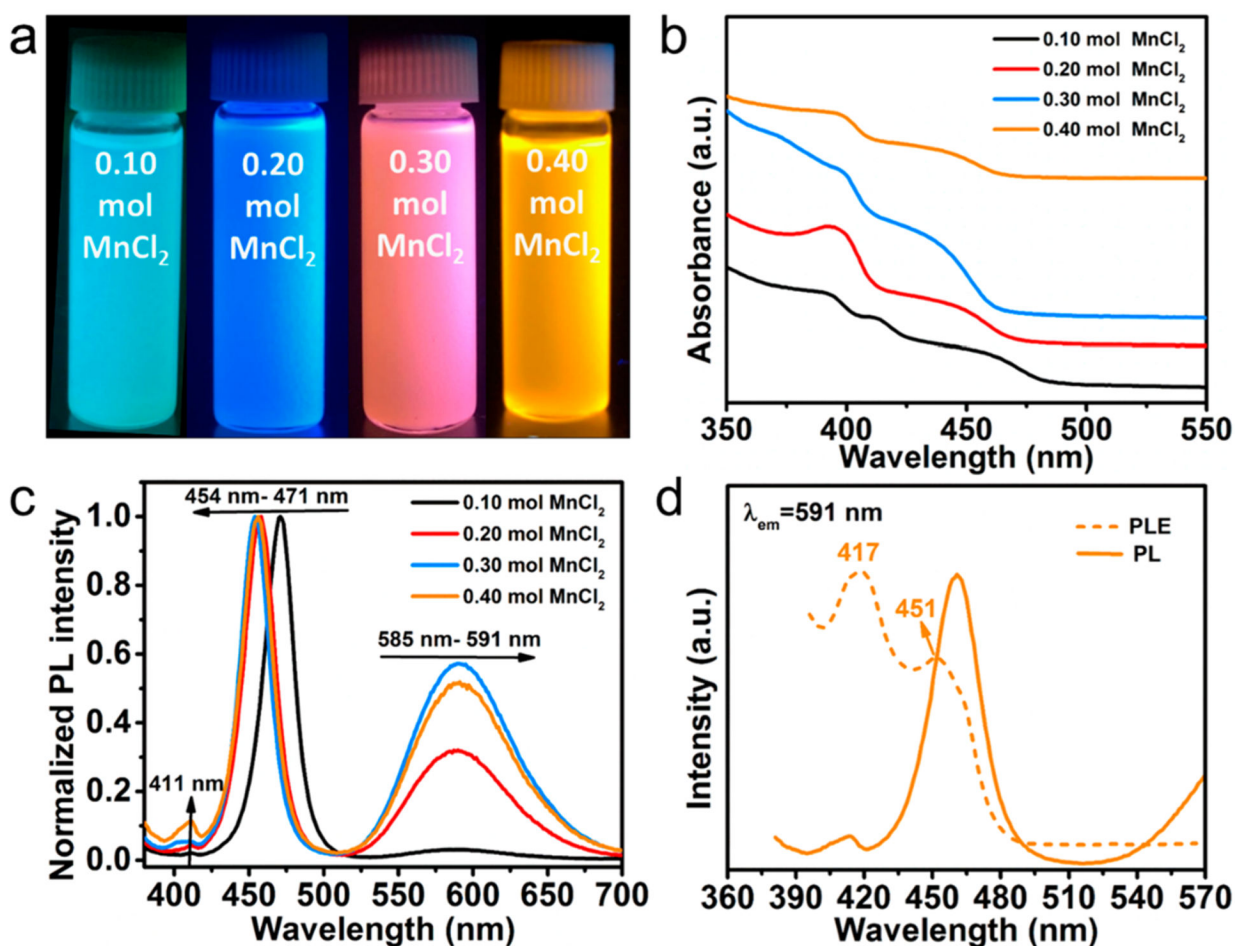 a
0.10
mol
MnCl₂
0.20
mol
MnCl₂
0.30
mol
MnCl₂
0.40
mol
MnCl₂
b
0.10 mol MnCl₂
0.20 mol MnCl₂
0.30 mol MnCl₂
0.40 mol MnCl₂
Absorbance (a.u.)
350 400 450 500 550
Wavelength (nm)
c
454 nm- 471 nm
0.10 mol MnCl₂
0.20 mol MnCl₂
0.30 mol MnCl₂
0.40 mol MnCl₂
585 nm- 591 nm
411 nm
Normalized PL intensity
1.0
0.8
0.6
0.4
0.2
0.0
400 450 500 550 600 650 700
Wavelength (nm)
d
λem=591 nm
PLE
PL
417
451
Intensity (a.u.)
360 390 420 450 480 510 540 570
Wavelength (nm)